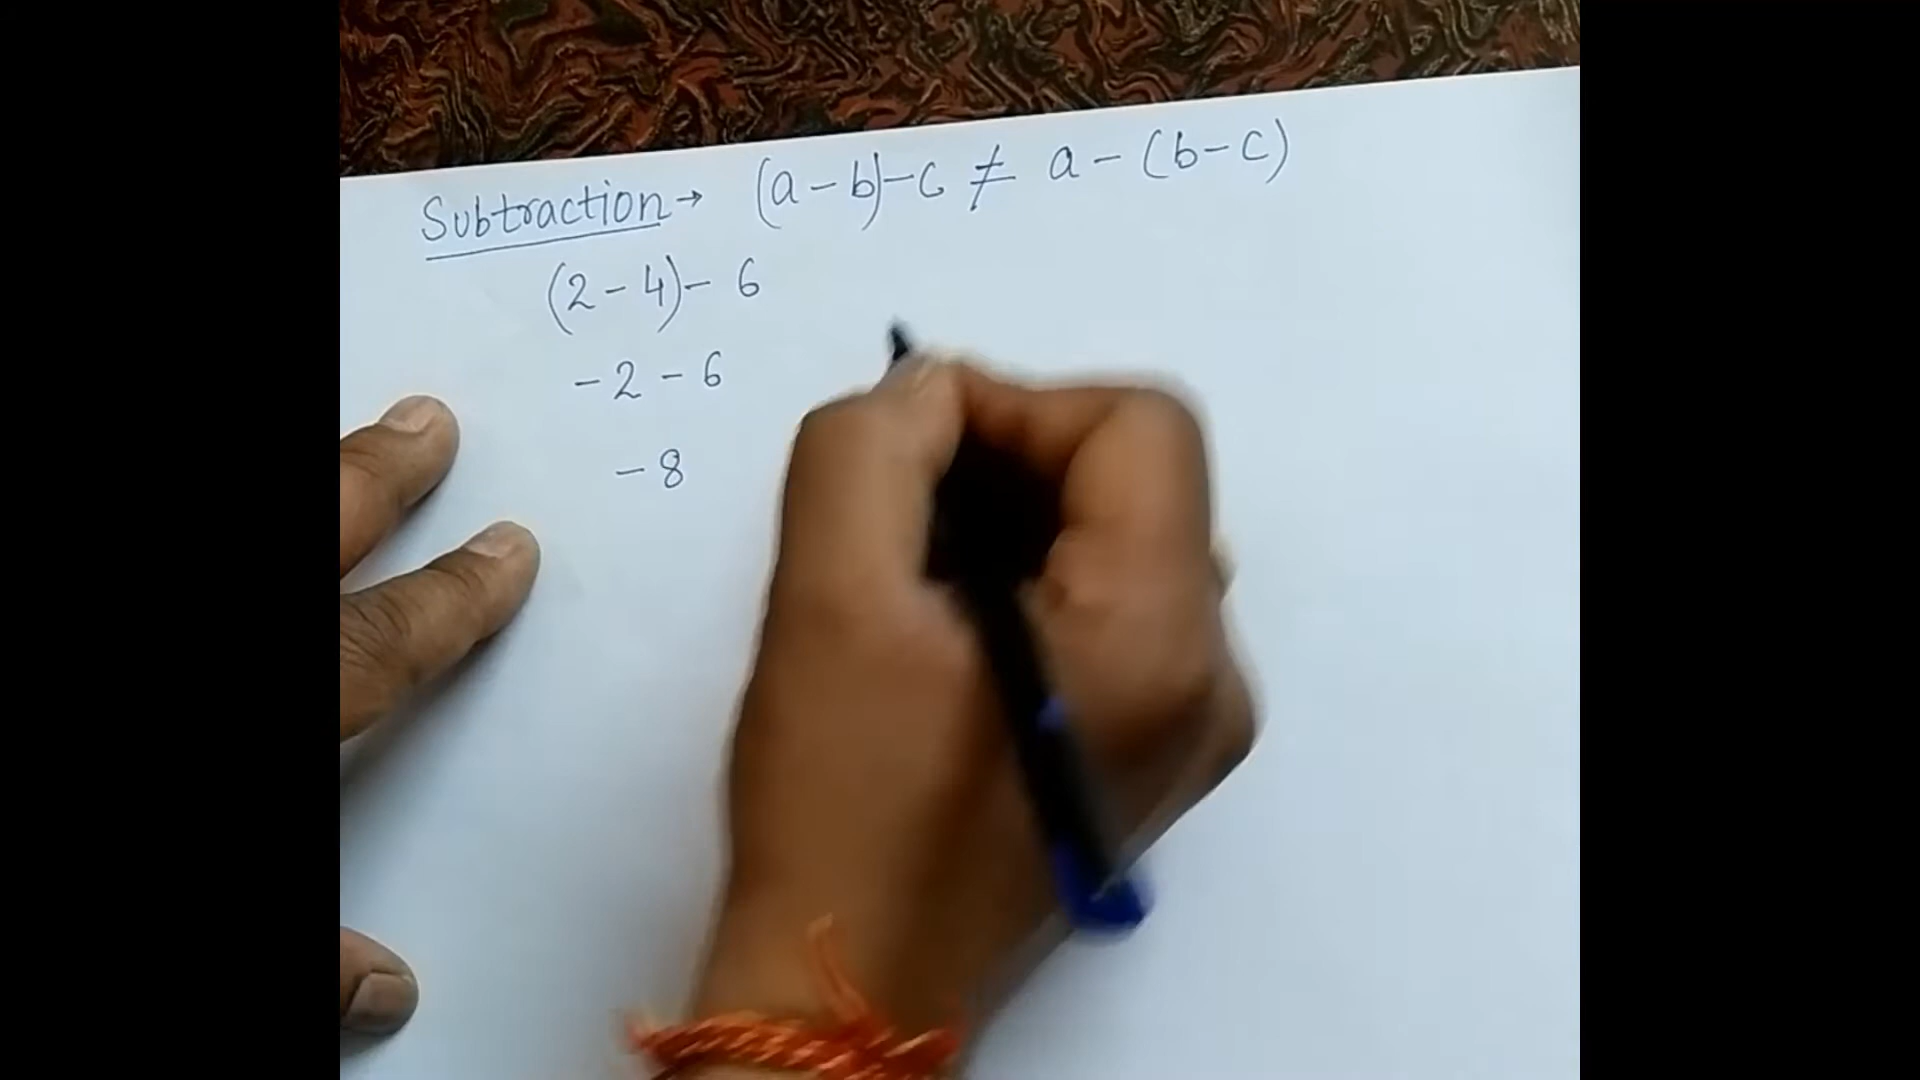 Subtraction → (a - b) - c ≠ a - (b - c)
(2 - 4) - 6
- 2 - 6
- 8